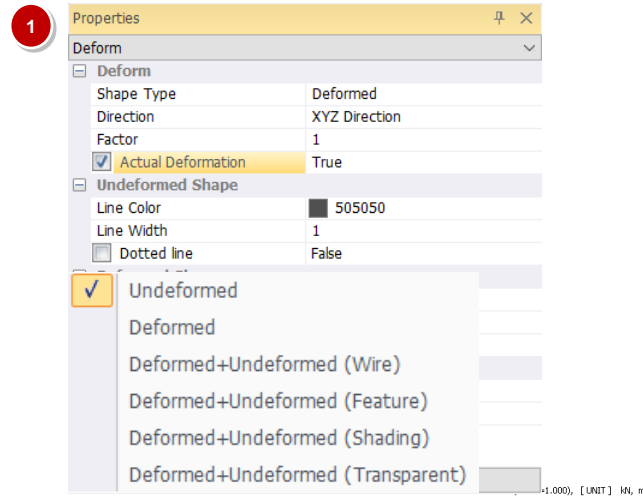 1
Properties
Deform
Deform
Shape Type Deformed
Direction XYZ Direction
Factor 1
Actual Deformation True
Undeformed Shape
Line Color 505050
Line Width 1
Dotted line False
Undeformed
Deformed
Deformed+Undeformed (Wire)
Deformed+Undeformed (Feature)
Deformed+Undeformed (Shading)
Deformed+Undeformed (Transparent)
=1.000), [UNIT] kN, m